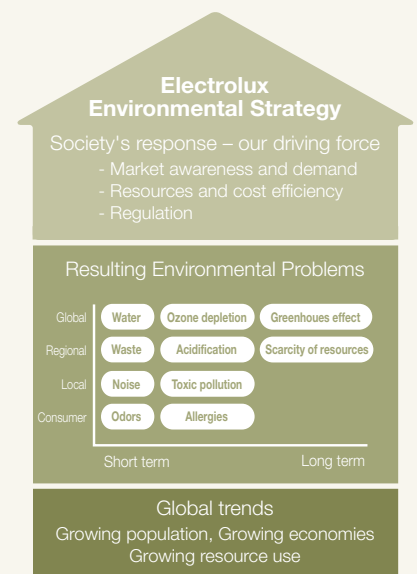 Electrolux
Environmental Strategy
Society's response – our driving force
- Market awareness and demand
- Resources and cost efficiency
- Regulation
Resulting Environmental Problems
Global Water Ozone depletion Greenhoues effect
Regional Waste Acidification Scarcity of resources
Local Noise Toxic pollution
Consumer Odors Allergies
Short term Long term
Global trends
Growing population, Growing economies
Growing resource use